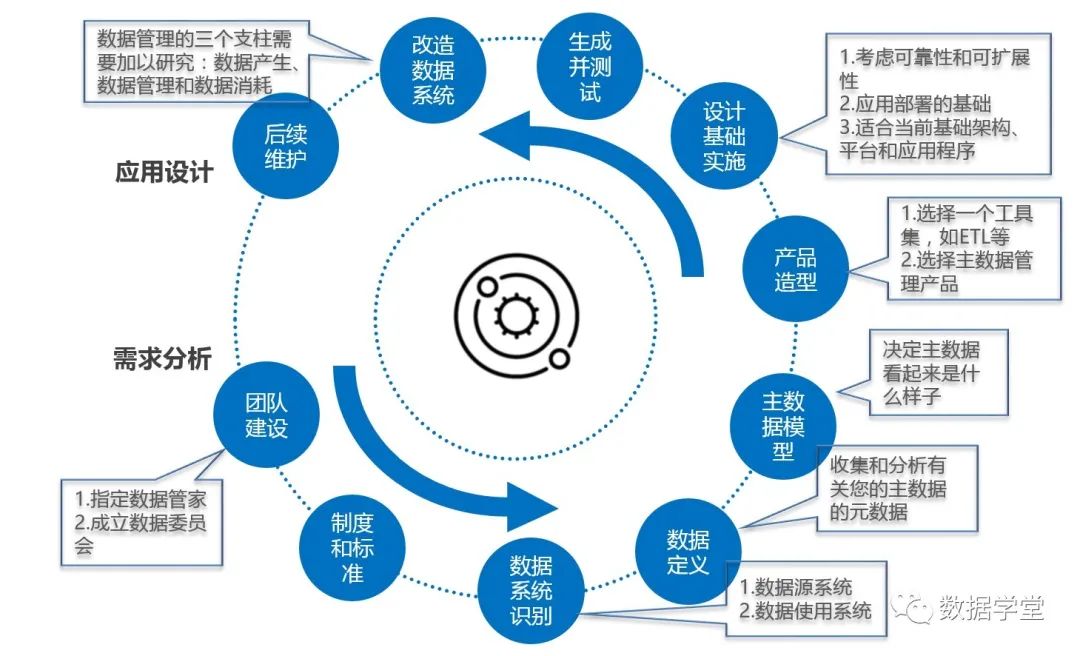 数据管理的三个支柱需
要加以研究：数据产生、
数据管理和数据消耗
改造
数据
系统
生成
并测
试
设计
基础
实施
1.考虑可靠性和可扩展
性
2.应用部署的基础
3.适合当前基础架构、
平台和应用程序
后续
维护
应用设计
产品
造型
1.选择一个工具
集，如ETL等
2.选择主数据管
理产品
需求分析
决定主数据
看起来是什
么样子
团队
建设
主数
据模
型
1.指定数据管家
2.成立数据委员
会
收集和分析有
关您的主数据
的元数据
制度
和标
准
数据
定义
数据
系统
识别
1.数据源系统
2.数据使用系统
数据学堂